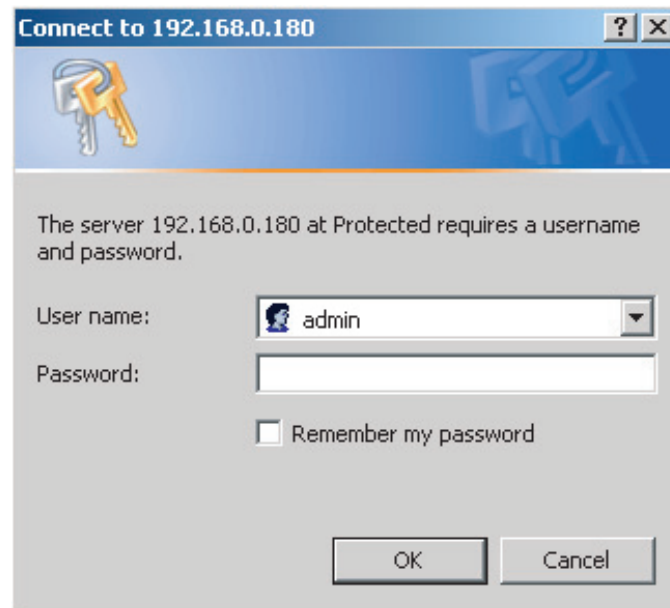 Connect to 192.168.0.180
The server 192.168.0.180 at Protected requires a username
and password.
User name:
admin
Password:
Remember my password
OK
Cancel